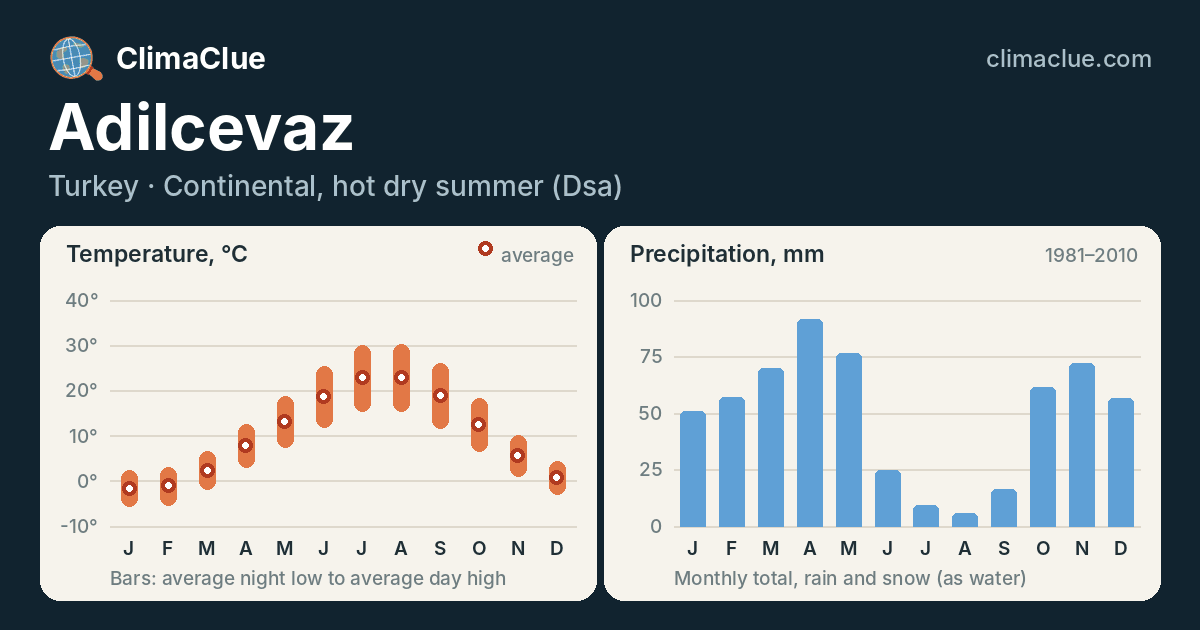 ClimaClue
climaclue.com
Adilcevaz
Turkey · Continental, hot dry summer (Dsa)
Temperature, °C
average
40°
30°
20°
10°
0°
-10°
J F M A M J J A S O N D
Bars: average night low to average day high
Precipitation, mm
1981–2010
100
75
50
25
0
J F M A M J J A S O N D
Monthly total, rain and snow (as water)